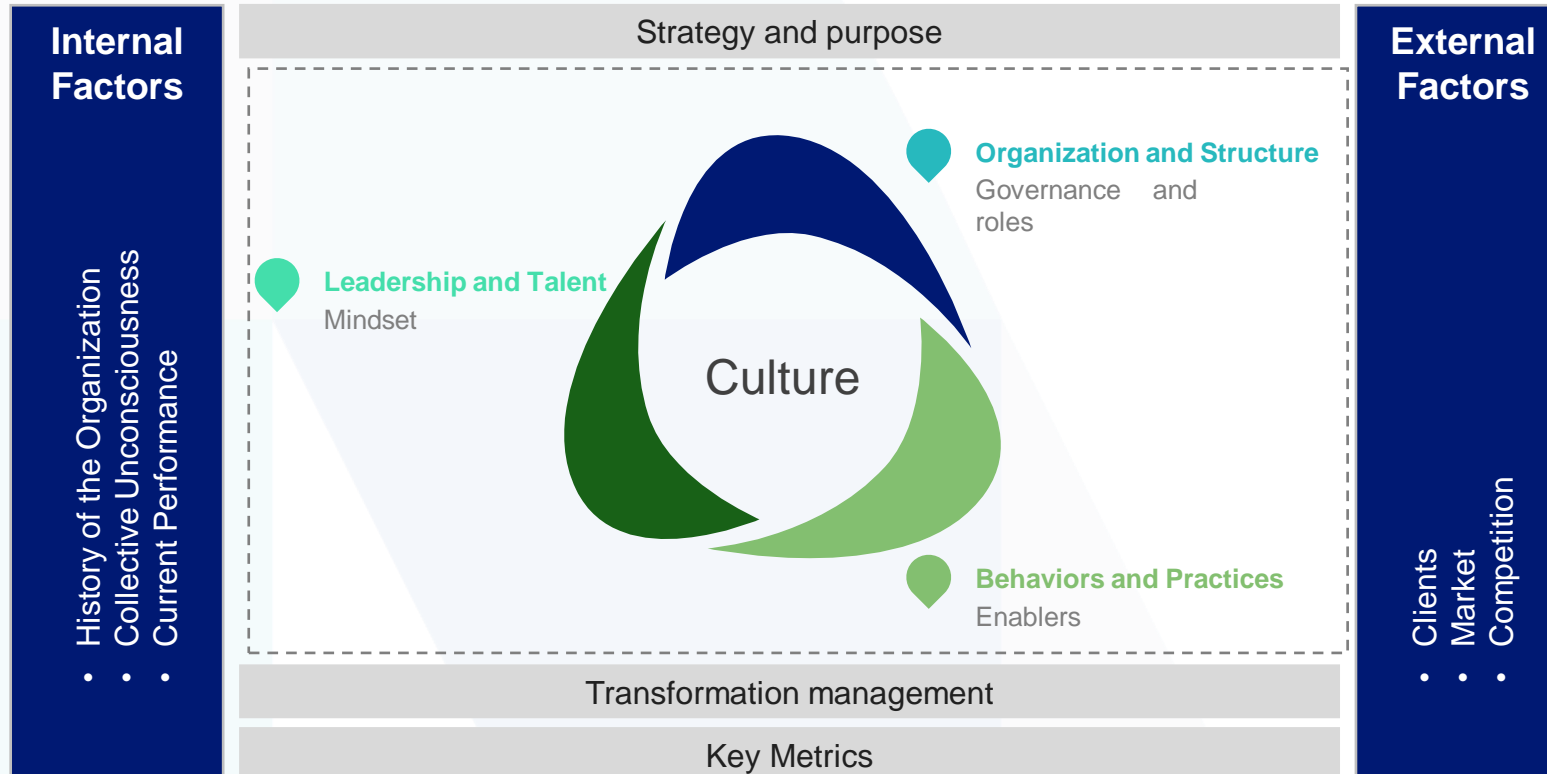 Internal
Factors
• History of the Organization
• Collective Unconsciousness
• Current Performance
Strategy and purpose
Organization and Structure
Governance and
roles
Leadership and Talent
Mindset
Culture
Behaviors and Practices
Enablers
Transformation management
Key Metrics
External
Factors
• Clients
• Market
• Competition